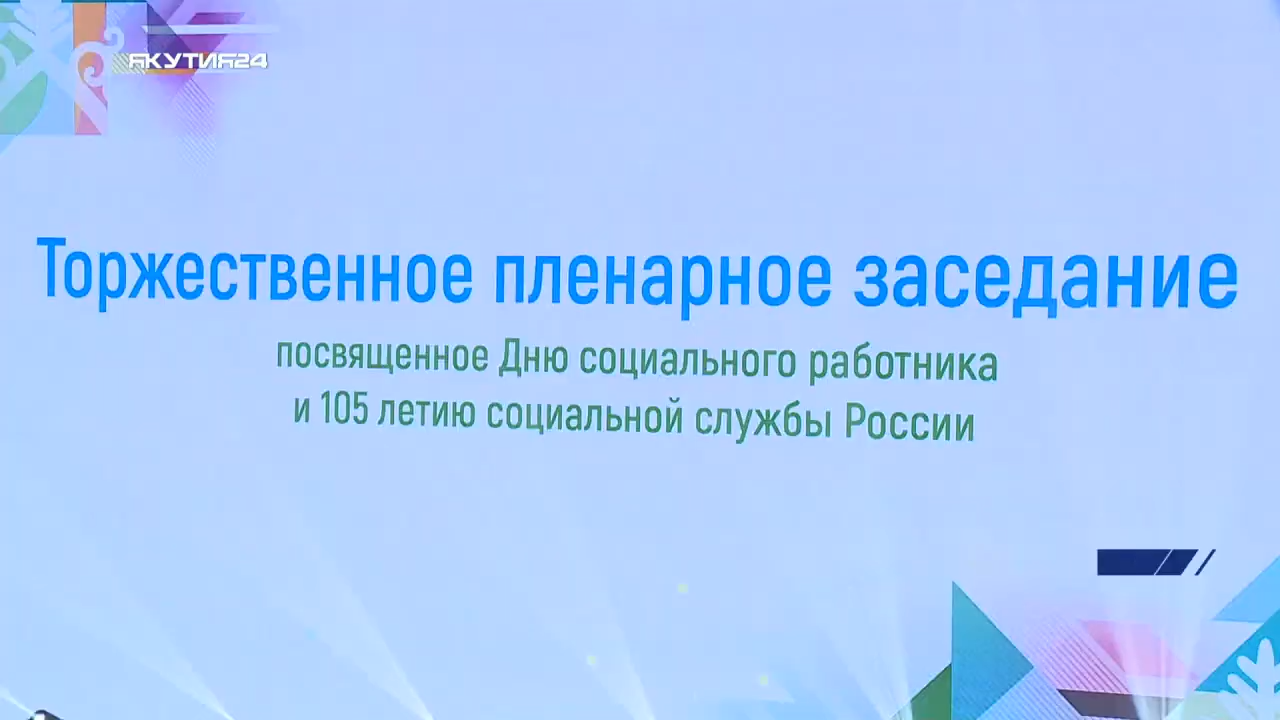 ЯКУТИЯ24
Торжественное пленарное заседание
посвященное Дню социального работника
и 105 летию социальной службы России